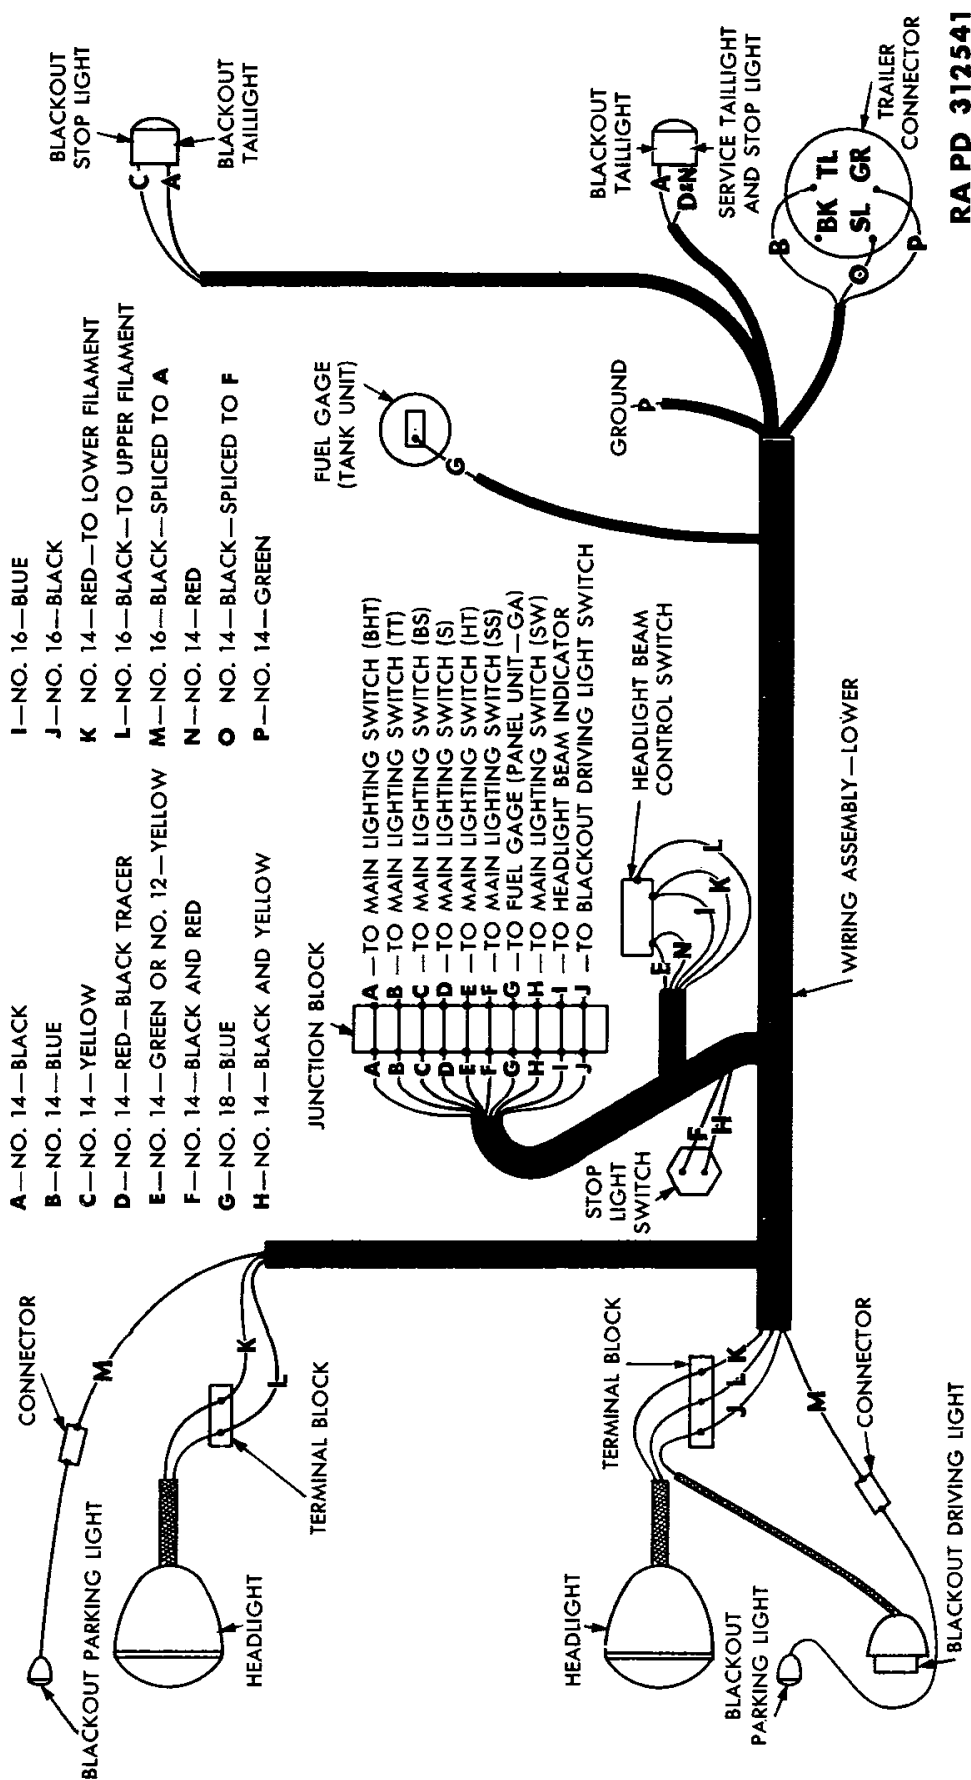 A—NO. 14—BLACK
B—NO. 14—BLUE
C—NO. 14—YELLOW
D—NO. 14—RED—BLACK TRACER
E—NO. 14—GREEN OR NO. 12—YELLOW
F—NO. 14—BLACK AND RED
G—NO. 18—BLUE
H—NO. 14—BLACK AND YELLOW
I—NO. 16—BLUE
J—NO. 16—BLACK
K NO. 14—RED—TO LOWER FILAMENT
L—NO. 16—BLACK—TO UPPER FILAMENT
M—NO. 16—BLACK—SPLICED TO A
N—NO. 14—RED
O NO. 14—BLACK—SPLICED TO F
P—NO. 14—GREEN
BLACKOUT
STOP LIGHT
C
A
BLACKOUT
TAILLIGHT
CONNECTOR
M
BLACKOUT PARKING LIGHT
K
L
TERMINAL BLOCK
HEADLIGHT
JUNCTION BLOCK
A A—TO MAIN LIGHTING SWITCH (BHT)
B B—TO MAIN LIGHTING SWITCH (TT)
C C—TO MAIN LIGHTING SWITCH (BS)
D D—TO MAIN LIGHTING SWITCH (S)
E E—TO MAIN LIGHTING SWITCH (HT)
F F—TO MAIN LIGHTING SWITCH (SS)
G G—TO FUEL GAGE (PANEL UNIT—GA)
H H—TO MAIN LIGHTING SWITCH (SW)
I I—TO HEADLIGHT BEAM INDICATOR
J J—TO BLACKOUT DRIVING LIGHT SWITCH
FUEL GAGE
(TANK UNIT)
G
GROUND
P
BLACKOUT
TAILLIGHT
A
D&N
SERVICE TAILLIGHT
AND STOP LIGHT
HEADLIGHT BEAM
CONTROL SWITCH
E
N
I
K
L
STOP
LIGHT
SWITCH
F
H
TERMINAL BLOCK
K
L
J
HEADLIGHT
M
CONNECTOR
BLACKOUT
PARKING LIGHT
BLACKOUT DRIVING LIGHT
WIRING ASSEMBLY—LOWER
B
O
P
BK TL
SL GR
TRAILER
CONNECTOR
RA PD 312541